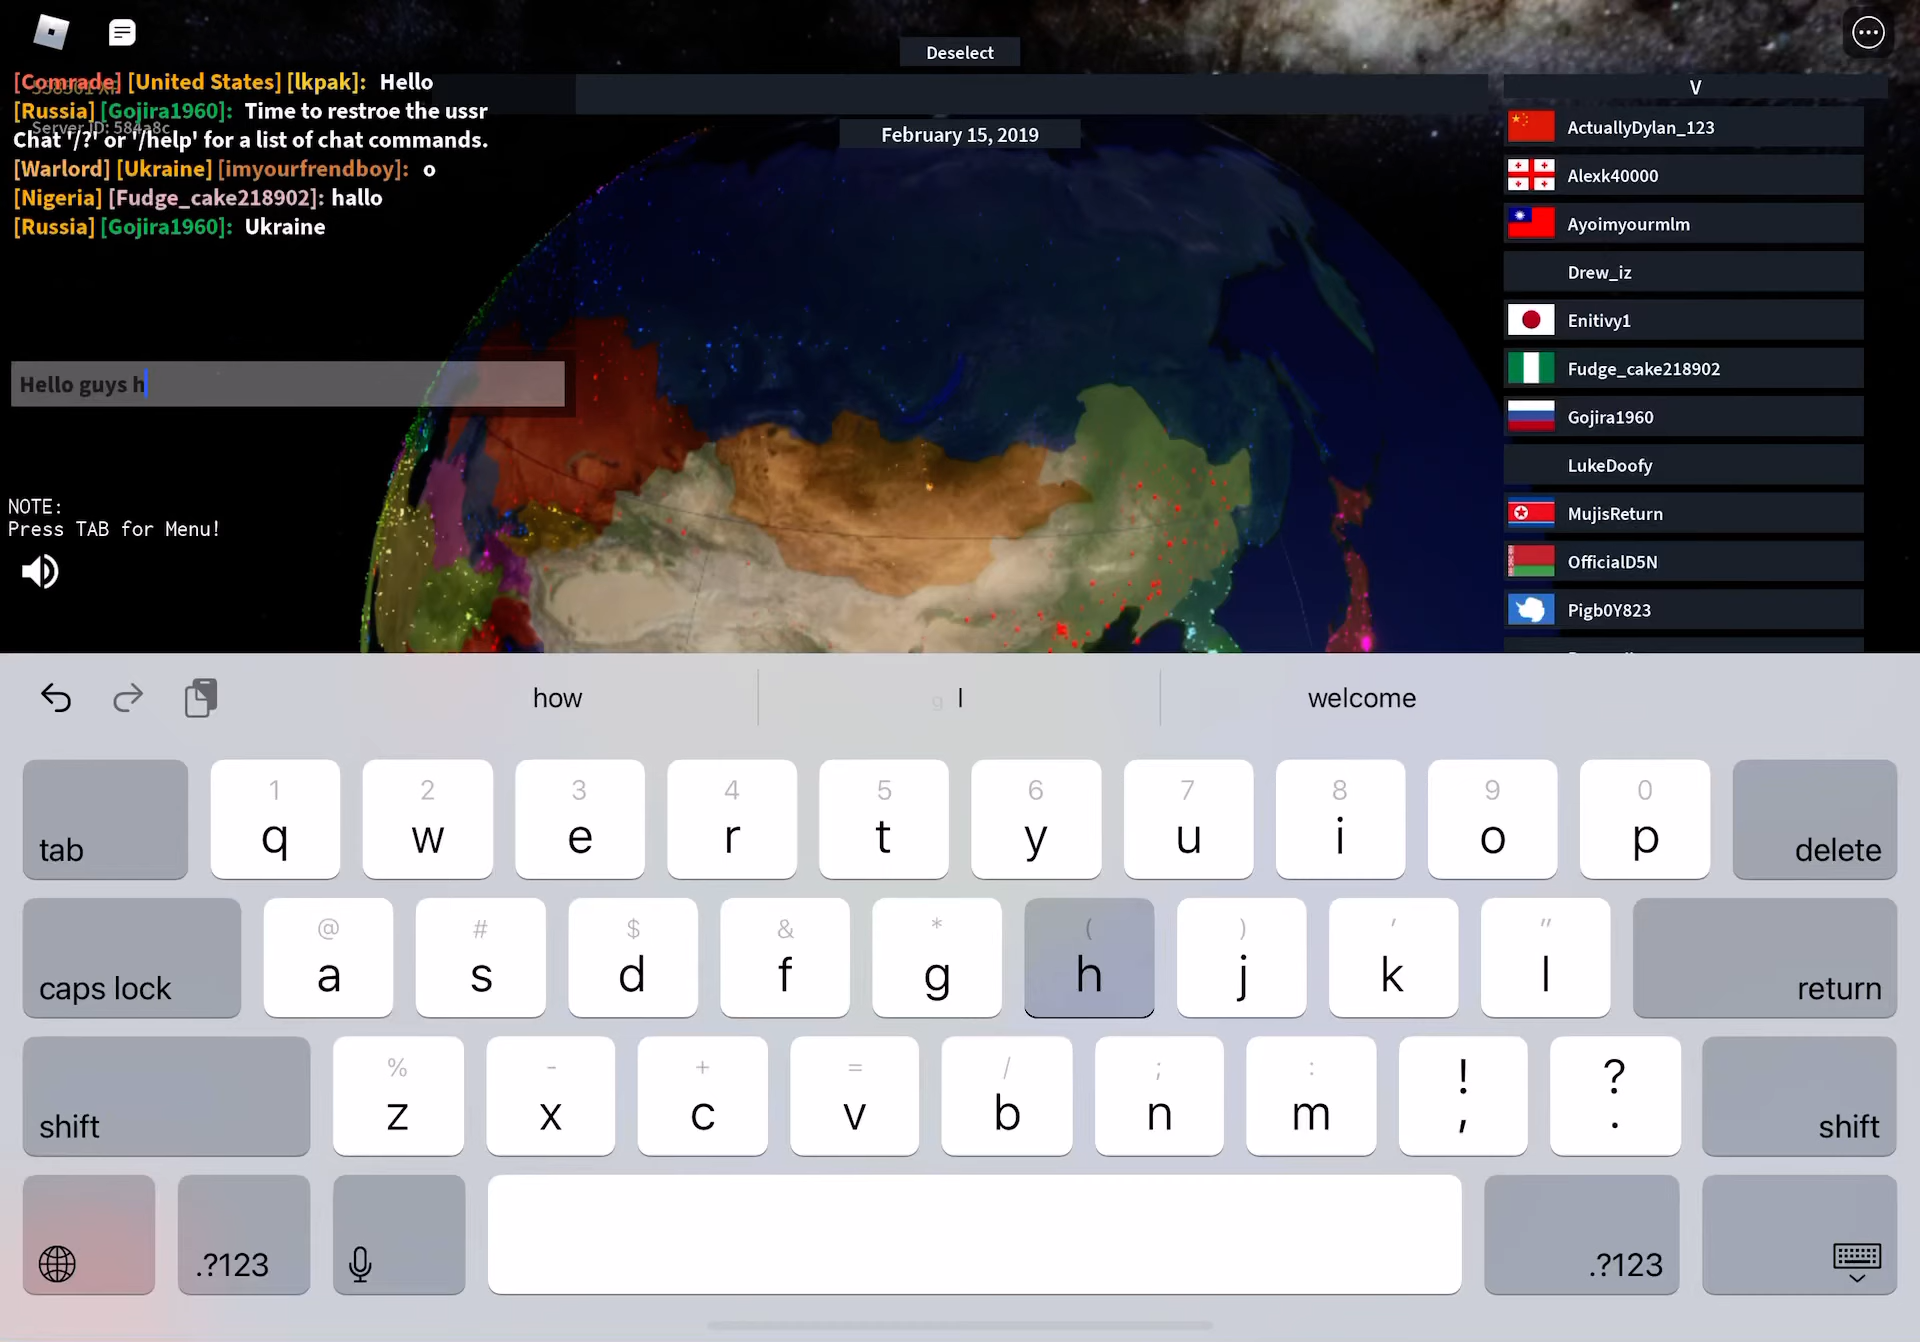 Deselect
[Comrade] [United States] [lkpak]: Hello
[Russia] [Gojira1960]: Time to restroe the ussr
Server ID: 584a8c
Chat '/?' or '/help' for a list of chat commands.
[Warlord] [Ukraine] [imyourfrendboy]: o
[Nigeria] [Fudge_cake218902]: hallo
[Russia] [Gojira1960]: Ukraine
February 15, 2019
V
ActuallyDylan_123
Alexk40000
Ayoimyourmlm
Drew_iz
Enitivy1
Fudge_cake218902
Gojira1960
LukeDoofy
MujisReturn
OfficialD5N
Pigb0Y823
Hello guys h
NOTE:
Press TAB for Menu!
how g I welcome
1 2 3 4 5 6 7 8 9 0
tab q w e r t y u i o p delete
@ # $ & * ( ) ' "
caps lock a s d f g h j k l return
% - + = / ; : ! ?
shift z x c v b n m , . shift
.?123 .?123